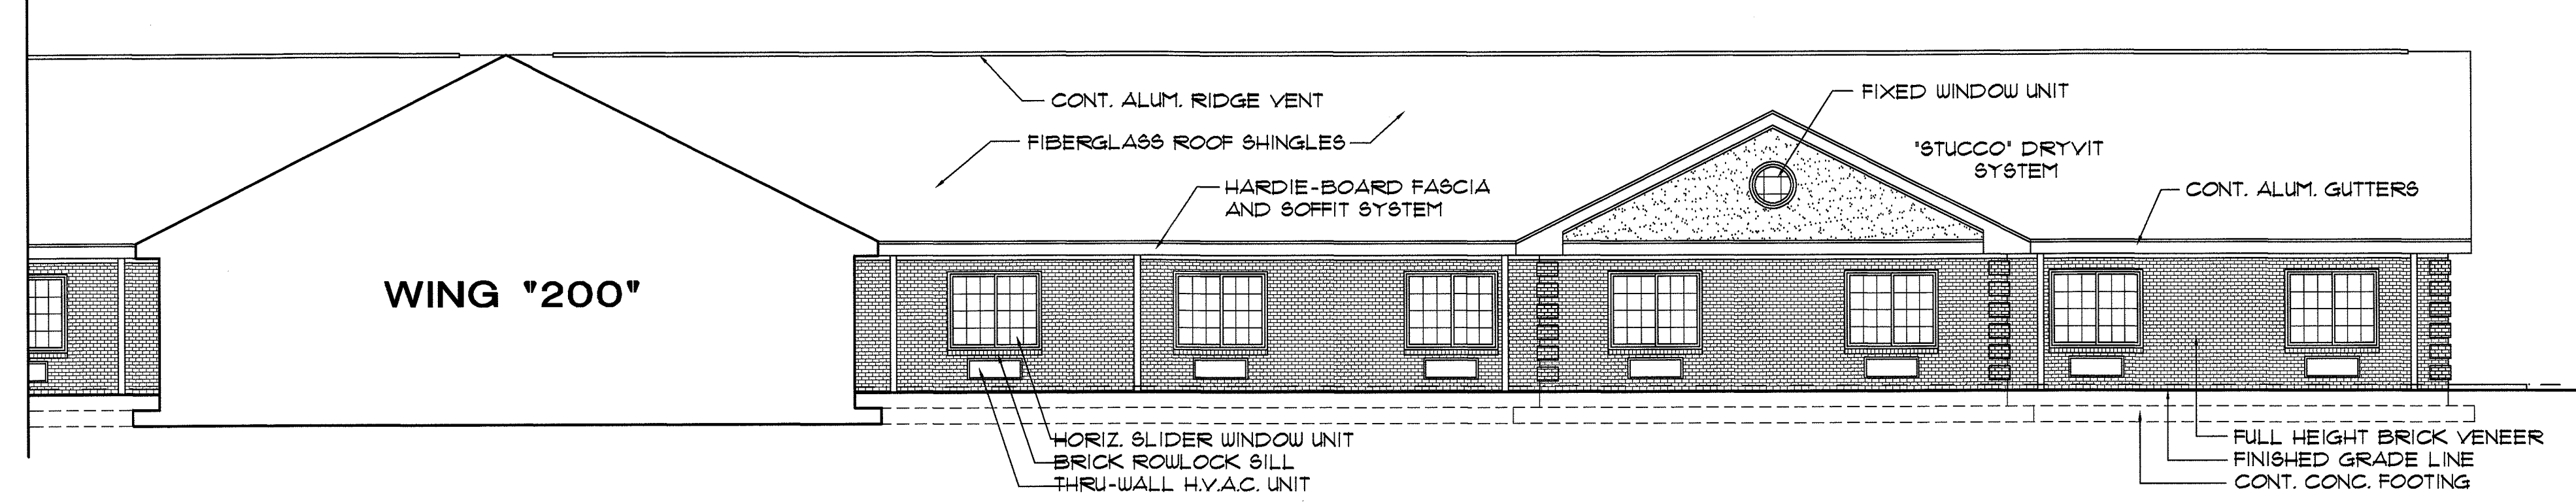 CONT. ALUM. RIDGE VENT
FIBERGLASS ROOF SHINGLES
HARDIE-BOARD FASCIA
AND SOFFIT SYSTEM
FIXED WINDOW UNIT
"STUCCO" DRYVIT
SYSTEM
CONT. ALUM. GUTTERS
WING "200"
HORIZ. SLIDER WINDOW UNIT
BRICK ROWLOCK SILL
THRU-WALL H.V.A.C. UNIT
FULL HEIGHT BRICK VENEER
FINISHED GRADE LINE
CONT. CONC. FOOTING